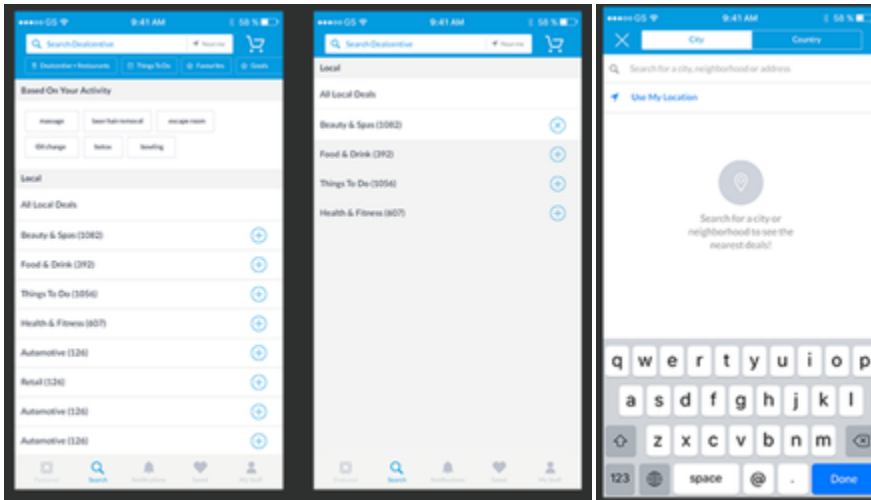 GS 9:41 AM 58 %
Search Dealcentive Near me
Things To Do Favourites Goals
Based On Your Activity
massage laser hair removal escape room
Oil change botox bowling
Local
All Local Deals
Beauty & Spas (1082)
Food & Drink (392)
Things To Do (1056)
Health & Fitness (607)
Automotive (126)
Retail (126)
Automotive (126)
Automotive (126)
Featured Search Notifications Saved My Stuff
GS 9:41 AM 58 %
Search Dealcentive Near me
Local
All Local Deals
Beauty & Spas (1082)
Food & Drink (392)
Things To Do (1056)
Health & Fitness (607)
Featured Search Notifications Saved My Stuff
GS 9:41 AM 58 %
City Country
Search for a city, neighborhood or address
Use My Location
Search for a city or
neighborhood to see the
nearest deals!
q w e r t y u i o p
a s d f g h j k l
z x c v b n m
123 space @ . Done